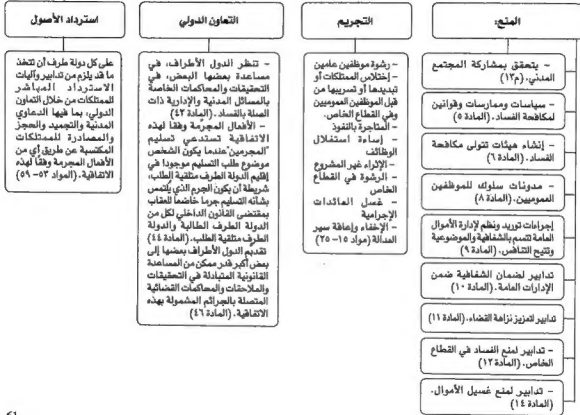 المنع:
- يتحقق بمشاركة المجتمع
المدني. (م١٣)
- سياسات وممارسات وقوانين
لمكافحة الفساد. (المادة ٥)
- إنشاء هيئات تتولى مكافحة
الفساد. (المادة ٦)
- مدونات سلوك للموظفين
العموميين. (المادة ٨)
إجراءات توريد ونظم لإدارة الأموال
العامة تتسم بالشفافية والموضوعية
وتتيح التنافس. (المادة ٩)
تدابير لضمان الشفافية ضمن
الإدارات العامة. (المادة ١٠)
تدابير لتعزيز نزاهة القضاء. (المادة ١١)
- تدابير لمنع الفساد في القطاع
الخاص. (المادة ١٢)
- تدابير لمنع غسيل الأموال.
(المادة ١٤)
التجريم
- رشوة موظفين عامين
- إختلاس الممتلكات أو
تبديدها أو تسريبها من
قبل الموظفين العموميين
وفي القطاع الخاص.
- المتاجرة بالنفوذ
- إساءة استغلال
الوظائف
- الإثراء غير المشروع
- الرشوة في القطاع
الخاص
- غسل العائدات
الإجرامية
- الإخفاء وإعاقة سير
العدالة (مواد ١٥-٢٥)
التعاون الدولي
- تنظر الدول الأطراف، في
مساعدة بعضها البعض، في
التحقيقات والمحاكمات الخاصة
بالمسائل المدنية والإدارية ذات
الصلة بالفساد. (المادة ٤٣)
- الأفعال المجرّمة وفقا لهذه
الاتفاقية تستدعي تسليم
"المجرمين" عندما يكون الشخص
موضوع طلب التسليم موجودا في
إقليم الدولة الطرف متلقية الطلب،
شريطة أن يكون الجرم الذي يُلتمس
بشأنه التسليم جرما خاضعا للعقاب
بمقتضى القانون الداخلي لكل من
الدولة الطرف الطالبة والدولة
الطرف متلقية الطلب. (المادة ٤٤)
تقديم الدول الأطراف بعضها إلى
بعض أكبر قدر ممكن من المساعدة
القانونية المتبادلة في التحقيقات
والملاحقات والمحاكمات القضائية
المتصلة بالجرائم المشمولة بهذه
الاتفاقية. (المادة ٤٦)
استرداد الأصول
على كل دولة طرف أن تتخذ
ما قد يلزم من تدابير وآليات
الاسترداد المباشر
للممتلكات من خلال التعاون
الدولي، بما فيها الدعاوي
المدنية والتجميد والحجز
والمصادرة للممتلكات
المكتسبة عن طريق أي من
الأفعال المجرمة وفقا لهذه
الاتفاقية. (المواد ٥٣-٥٩)